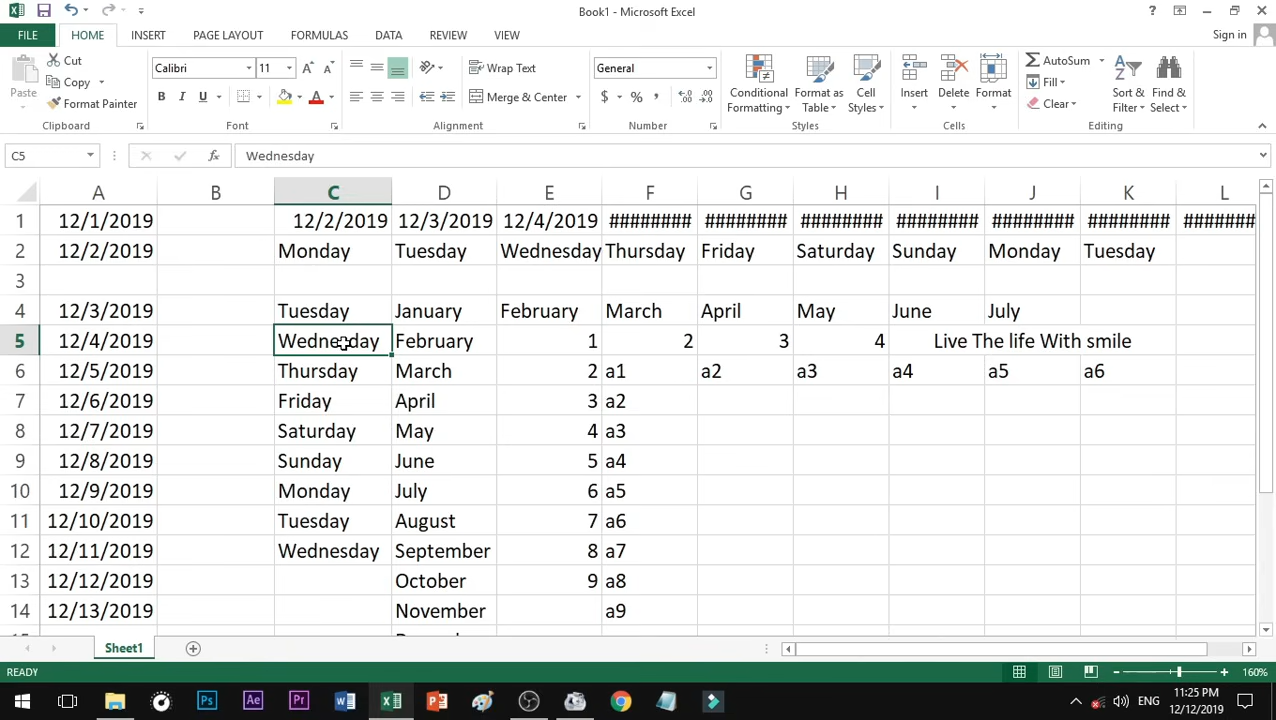 Book1 - Microsoft Excel
?
FILE HOME INSERT PAGE LAYOUT FORMULAS DATA REVIEW VIEW Sign in
Paste
Cut
Copy
Format Painter
Calibri 11
B I U
Wrap Text
Merge & Center
General
$ % ,
Conditional Formatting
Format as Table
Cell Styles
Insert Delete Format
AutoSum
Fill
Clear
Sort & Filter
Find & Select
Clipboard Font Alignment Number Styles Cells Editing
C5 fx Wednesday
A B C D E F G H I J K L
1 12/1/2019 12/2/2019 12/3/2019 12/4/2019 ######## ######## ######## ######## ######## ######## #######
2 12/2/2019 Monday Tuesday Wednesday Thursday Friday Saturday Sunday Monday Tuesday
3
4 12/3/2019 Tuesday January February March April May June July
5 12/4/2019 Wednesday February 1 2 3 4 Live The life With smile
6 12/5/2019 Thursday March 2 a1 a2 a3 a4 a5 a6
7 12/6/2019 Friday April 3 a2
8 12/7/2019 Saturday May 4 a3
9 12/8/2019 Sunday June 5 a4
10 12/9/2019 Monday July 6 a5
11 12/10/2019 Tuesday August 7 a6
12 12/11/2019 Wednesday September 8 a7
13 12/12/2019 October 9 a8
14 12/13/2019 November a9
Sheet1
READY 160%
Ps Ae Pr
ENG 11:25 PM
12/12/2019